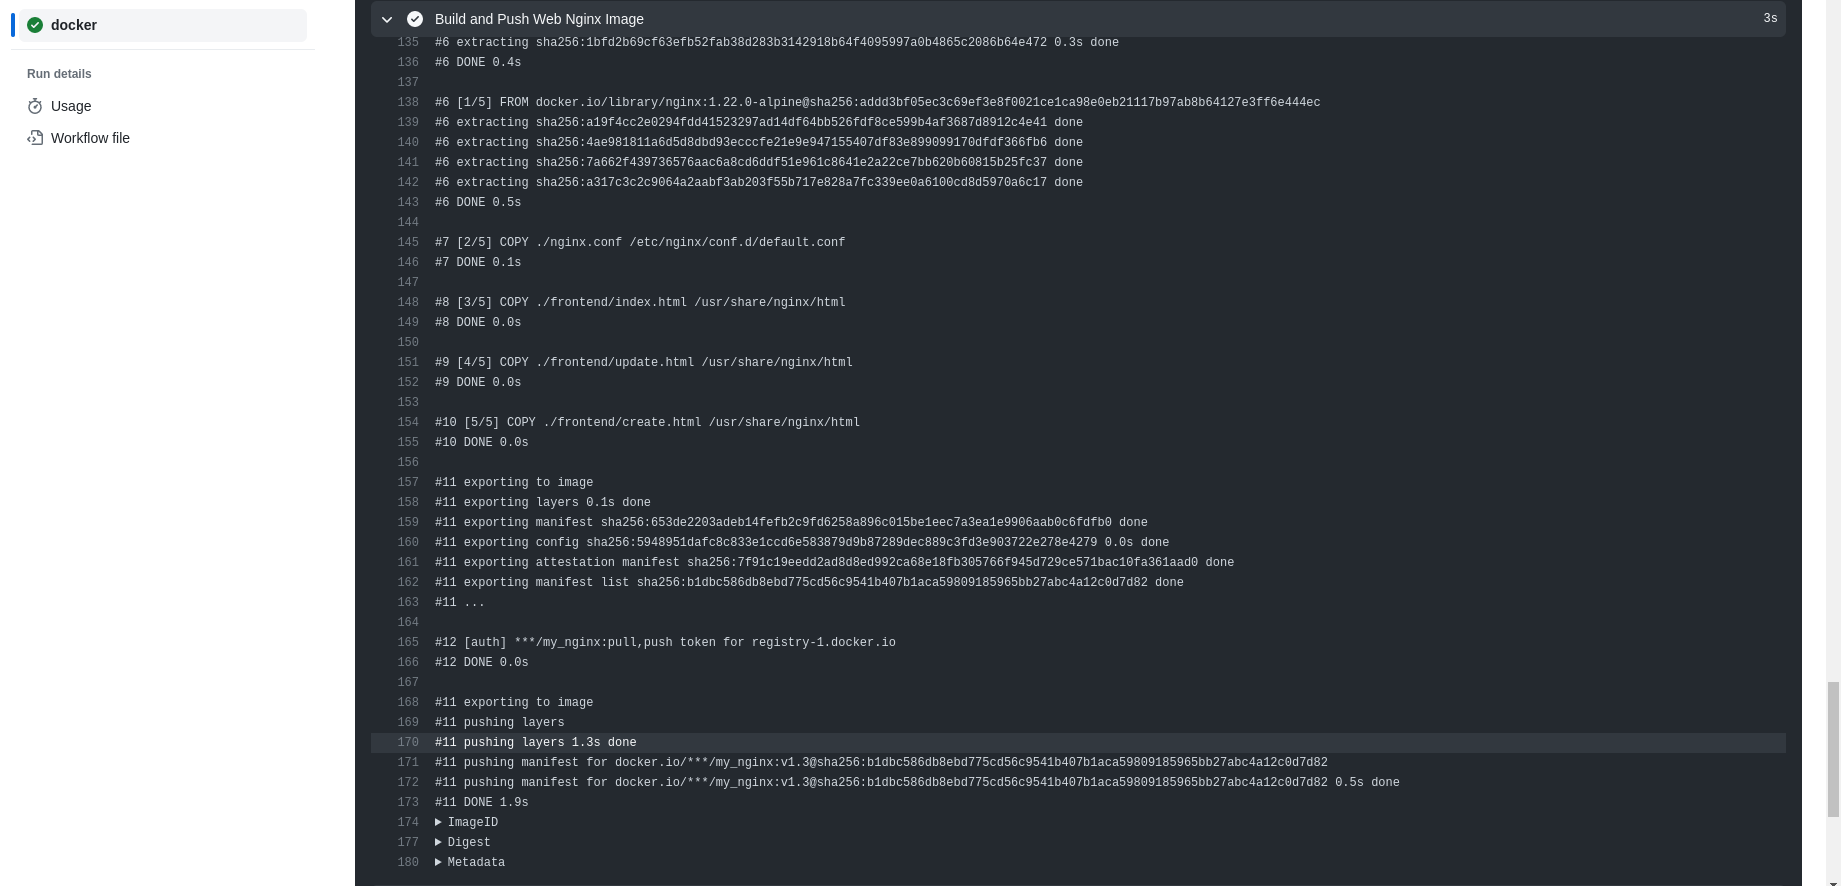 docker
Run details
Usage
Workflow file
Build and Push Web Nginx Image 3s
135 #6 extracting sha256:1bfd2b69cf63efb52fab38d283b3142918b64f4095997a0b4865c2086b64e472 0.3s done
136 #6 DONE 0.4s
137
138 #6 [1/5] FROM docker.io/library/nginx:1.22.0-alpine@sha256:addd3bf05ec3c69ef3e8f0021ce1ca98e0eb21117b97ab8b64127e3ff6e444ec
139 #6 extracting sha256:a19f4cc2e0294fdd41523297ad14df64bb526fdf8ce599b4af3687d8912c4e41 done
140 #6 extracting sha256:4ae981811a6d5d8dbd93ecccfe21e9e947155407df83e899099170dfdf366fb6 done
141 #6 extracting sha256:7a662f439736576aac6a8cd6ddf51e961c8641e2a22ce7bb620b60815b25fc37 done
142 #6 extracting sha256:a317c3c2c9064a2aabf3ab203f55b717e828a7fc339ee0a6100cd8d5970a6c17 done
143 #6 DONE 0.5s
144
145 #7 [2/5] COPY ./nginx.conf /etc/nginx/conf.d/default.conf
146 #7 DONE 0.1s
147
148 #8 [3/5] COPY ./frontend/index.html /usr/share/nginx/html
149 #8 DONE 0.0s
150
151 #9 [4/5] COPY ./frontend/update.html /usr/share/nginx/html
152 #9 DONE 0.0s
153
154 #10 [5/5] COPY ./frontend/create.html /usr/share/nginx/html
155 #10 DONE 0.0s
156
157 #11 exporting to image
158 #11 exporting layers 0.1s done
159 #11 exporting manifest sha256:653de2203adeb14fefb2c9fd6258a896c015be1eec7a3ea1e9906aab0c6fdfb0 done
160 #11 exporting config sha256:5948951dafc8c833e1ccd6e583879d9b87289dec889c3fd3e903722e278e4279 0.0s done
161 #11 exporting attestation manifest sha256:7f91c19eedd2ad8d8ed992ca68e18fb305766f945d729ce571bac10fa361aad0 done
162 #11 exporting manifest list sha256:b1dbc586db8ebd775cd56c9541b407b1aca59809185965bb27abc4a12c0d7d82 done
163 #11 ...
164
165 #12 [auth] ***/my_nginx:pull,push token for registry-1.docker.io
166 #12 DONE 0.0s
167
168 #11 exporting to image
169 #11 pushing layers
170 #11 pushing layers 1.3s done
171 #11 pushing manifest for docker.io/***/my_nginx:v1.3@sha256:b1dbc586db8ebd775cd56c9541b407b1aca59809185965bb27abc4a12c0d7d82
172 #11 pushing manifest for docker.io/***/my_nginx:v1.3@sha256:b1dbc586db8ebd775cd56c9541b407b1aca59809185965bb27abc4a12c0d7d82 0.5s done
173 #11 DONE 1.9s
174 ▶ ImageID
177 ▶ Digest
180 ▶ Metadata